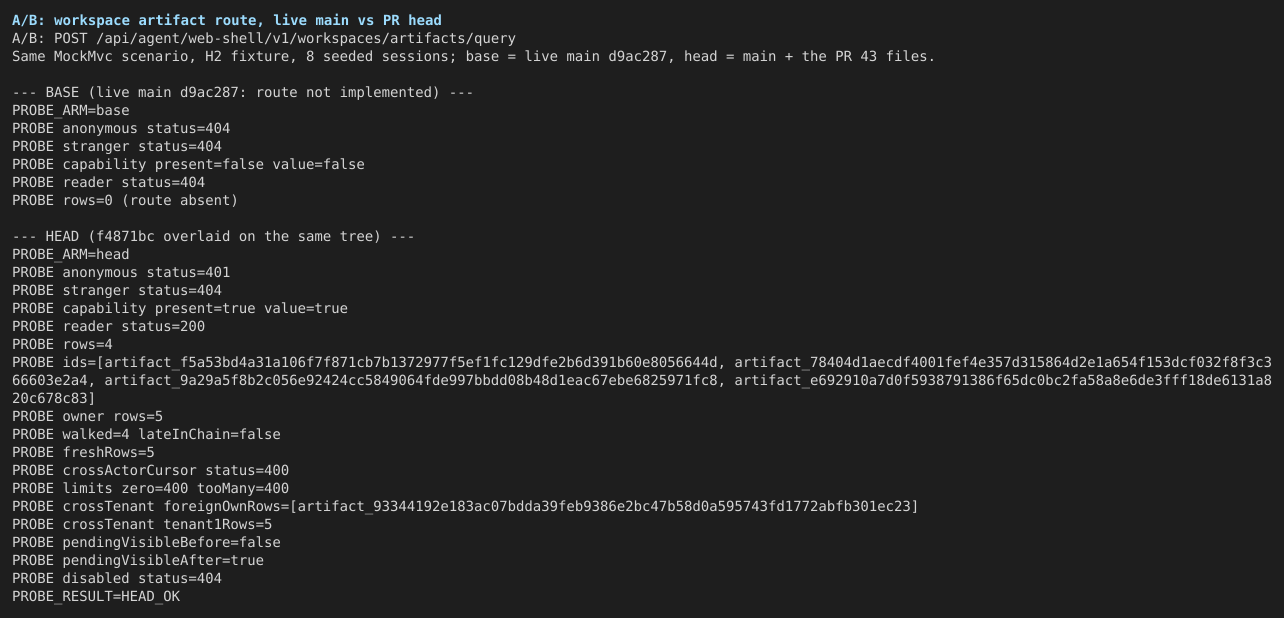 A/B: workspace artifact route, live main vs PR head
A/B: POST /api/agent/web-shell/v1/workspaces/artifacts/query
Same MockMvc scenario, H2 fixture, 8 seeded sessions; base = live main d9ac287, head = main + the PR 43 files.
--- BASE (live main d9ac287: route not implemented) ---
PROBE_ARM=base
PROBE anonymous status=404
PROBE stranger status=404
PROBE capability present=false value=false
PROBE reader status=404
PROBE rows=0 (route absent)
--- HEAD (f4871bc overlaid on the same tree) ---
PROBE_ARM=head
PROBE anonymous status=401
PROBE stranger status=404
PROBE capability present=true value=true
PROBE reader status=200
PROBE rows=4
PROBE ids=[artifact_f5a53bd4a31a106f7f871cb7b1372977f5ef1fc129dfe2b6d391b60e8056644d, artifact_78404d1aecdf4001fef4e357d315864d2e1a654f153dcf032f8f3c3
66603e2a4, artifact_9a29a5f8b2c056e92424cc5849064fde997bbdd08b48d1eac67ebe6825971fc8, artifact_e692910a7d0f5938791386f65dc0bc2fa58a8e6de3fff18de6131a8
20c678c83]
PROBE owner rows=5
PROBE walked=4 lateInChain=false
PROBE freshRows=5
PROBE crossActorCursor status=400
PROBE limits zero=400 tooMany=400
PROBE crossTenant foreignOwnRows=[artifact_93344192e183ac07bdda39feb9386e2bc47b58d0a595743fd1772abfb301ec23]
PROBE crossTenant tenant1Rows=5
PROBE pendingVisibleBefore=false
PROBE pendingVisibleAfter=true
PROBE disabled status=404
PROBE_RESULT=HEAD_OK